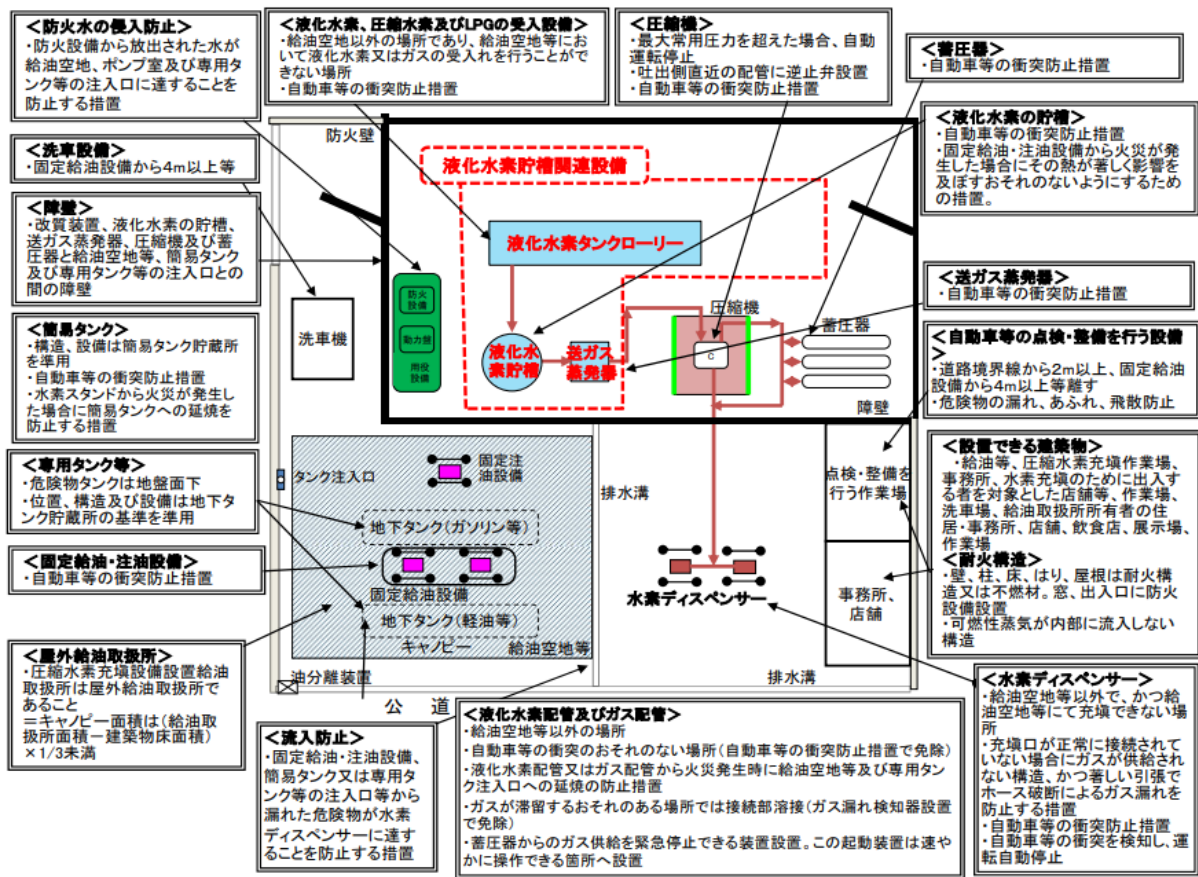 <防火水の侵入防止>
・防火設備から放出された水が
給油空地、ポンプ室及び専用タ
ンク等の注入口に達することを
防止する措置
<液化水素、圧縮水素及びLPGの受入設備>
・給油空地以外の場所であり、給油空地等にお
いて液化水素又はガスの受入れを行うことがで
きない場所
・自動車等の衝突防止措置
<圧縮機>
・最大常用圧力を超えた場合、自動
運転停止
・吐出側直近の配管に逆止弁設置
・自動車等の衝突防止措置
<蓄圧器>
・自動車等の衝突防止措置
<液化水素の貯槽>
・自動車等の衝突防止措置
・固定給油・注油設備から火災が発
生した場合にその熱が著しく影響を
及ぼすおそれのないようにするため
の措置。
<洗車設備>
・固定給油設備から4m以上等
<障壁>
・改質装置、液化水素の貯槽、
送ガス蒸発器、圧縮機及び蓄
圧器と給油空地等、簡易タンク
及び専用タンク等の注入口との
間の障壁
<簡易タンク>
・構造、設備は簡易タンク貯蔵所
を準用
・自動車等の衝突防止措置
・水素スタンドから火災が発生し
た場合に簡易タンクへの延焼を
防止する措置
<専用タンク等>
・危険物タンクは地盤面下
・位置、構造及び設備は地下タ
ンク貯蔵所の基準を準用
<固定給油・注油設備>
・自動車等の衝突防止措置
<屋外給油取扱所>
・圧縮水素充填設備設置給油
取扱所は屋外給油取扱所で
あること
=キャノピー面積は(給油取
扱所面積-建築物床面積)
×1/3未満
防火壁
液化水素貯槽関連設備
液化水素タンクローリー
洗車機
防火
設備
動力盤
用役
設備
液化水
素貯槽
送ガス
蒸発器
圧縮機
C
蓄圧器
障壁
タンク注入口
固定注
油設備
地下タンク(ガソリン等)
固定給油設備
地下タンク(軽油等)
キャノピー
給油空地等
油分離装置
公 道
排水溝
排水溝
水素ディスペンサー
点検・整備を
行う作業場
事務所、
店舗
<送ガス蒸発器>
・自動車等の衝突防止措置
<自動車等の点検・整備を行う設備
>
・道路境界線から2m以上、固定給油
設備から4m以上等離す
・危険物の漏れ、あふれ、飛散防止
<設置できる建築物>
・給油等、圧縮水素充填作業場、
事務所、水素充填のために出入す
る者を対象とした店舗等、作業場、
洗車場、給油取扱所所有者の住
居・事務所、店舗、飲食店、展示場、
作業場
<耐火構造>
・壁、柱、床、はり、屋根は耐火構
造又は不燃材。窓、出入口に防火
設備設置
・可燃性蒸気が内部に流入しない
構造
<流入防止>
・固定給油・注油設備、
簡易タンク又は専用タ
ンク等の注入口等から
漏れた危険物が水素
ディスペンサーに達す
ることを防止する措置
<液化水素配管及びガス配管>
・給油空地等以外の場所
・自動車等の衝突のおそれのない場所(自動車等の衝突防止措置で免除)
・液化水素配管又はガス配管から火災発生時に給油空地等及び専用タンク
注入口への延焼の防止措置
・ガスが滞留するおそれのある場所では接続部溶接(ガス漏れ検知器設置
で免除)
・蓄圧器からのガス供給を緊急停止できる装置設置。この起動装置は速や
かに操作できる箇所へ設置
<水素ディスペンサー>
・給油空地等以外で、かつ給
油空地等にて充填できない場
所
・充填口が正常に接続されて
いない場合にガスが供給され
ない構造、かつ著しい引張で
ホース破断によるガス漏れを
防止する措置
・自動車等の衝突防止措置
・自動車等の衝突を検知し、運
転自動停止